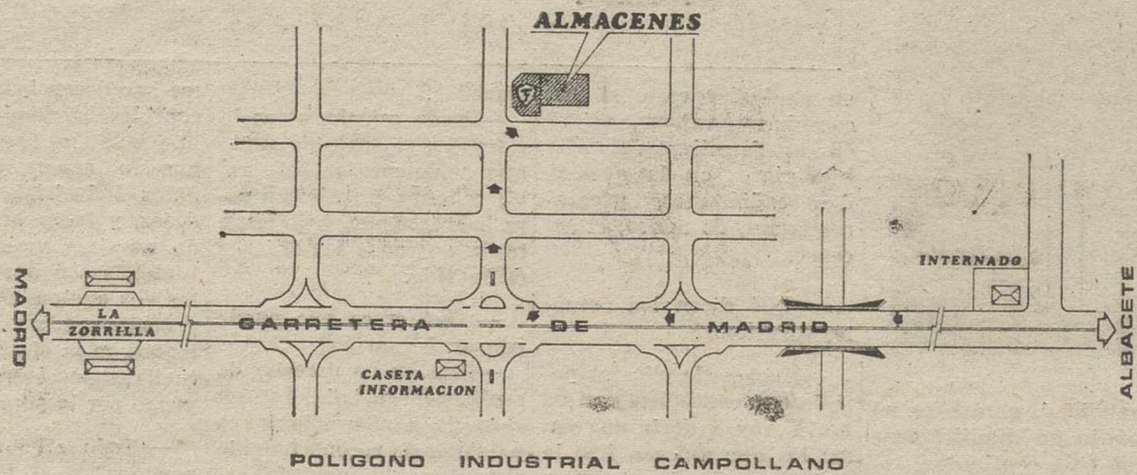 ALMACENES
INTERNADO
MADRID
LA
ZORRILLA
CARRETERA DE MADRID
ALBACETE
CASETA
INFORMACION
POLIGONO INDUSTRIAL CAMPOLLANO